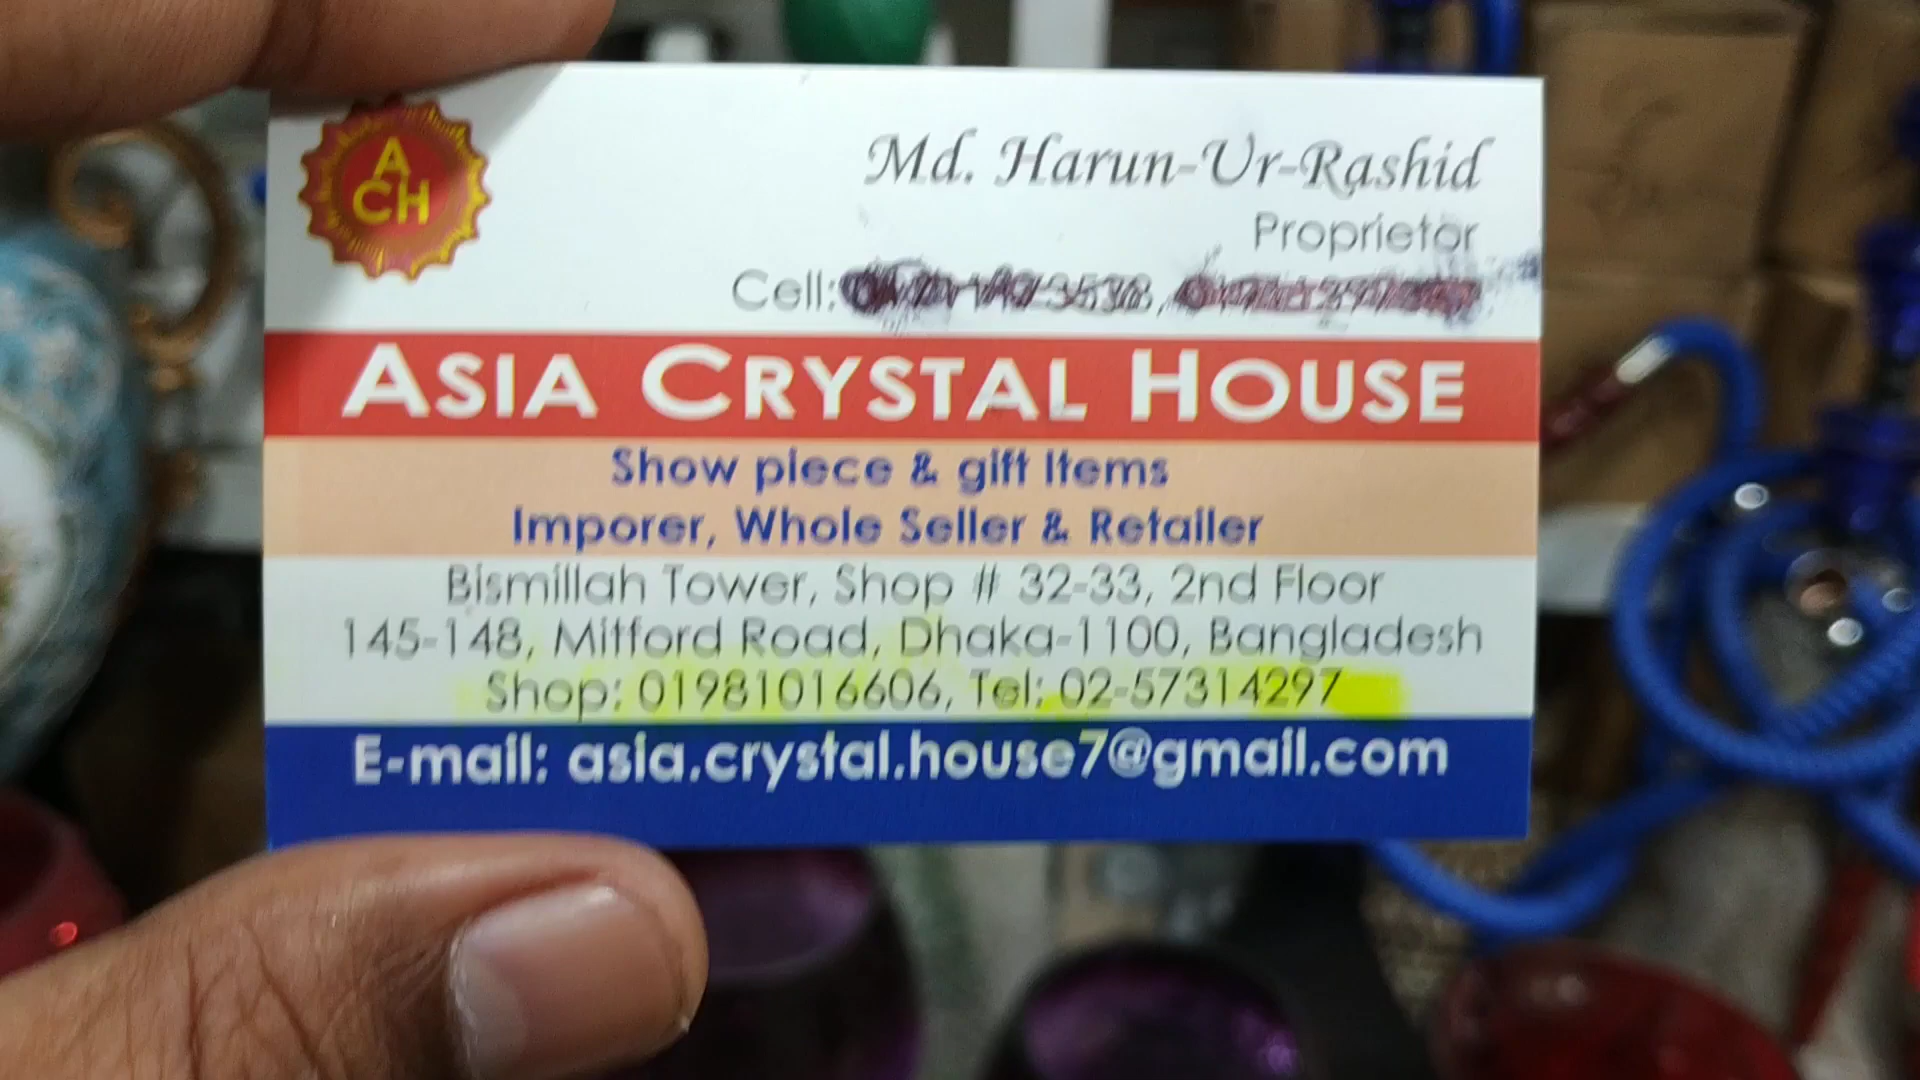 A
CH
Md. Harun-Ur-Rashid
Proprietor
Cell:
ASIA CRYSTAL HOUSE
Show piece & gift Items
Imporer, Whole Seller & Retailer
Bismillah Tower, Shop # 32-33, 2nd Floor
145-148, Mitford Road, Dhaka-1100, Bangladesh
Shop: 01981016606, Tel: 02-57314297
E-mail: asia.crystal.house7@gmail.com